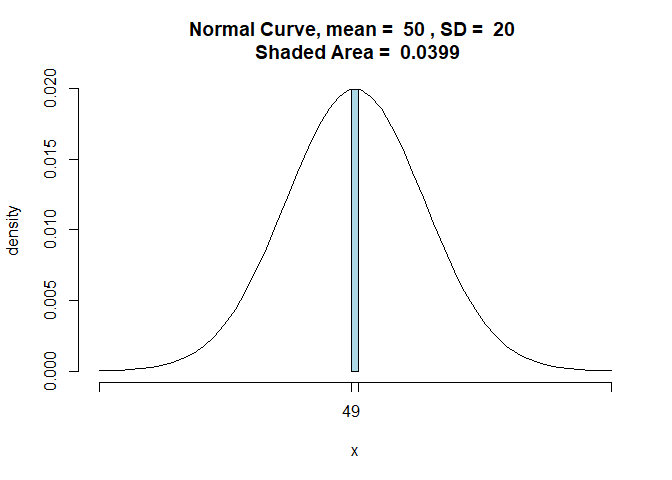 Normal Curve, mean =  50 , SD =  20
Shaded Area =  0.0399
0.020
0.015
0.010
0.005
0.000
density
49
x